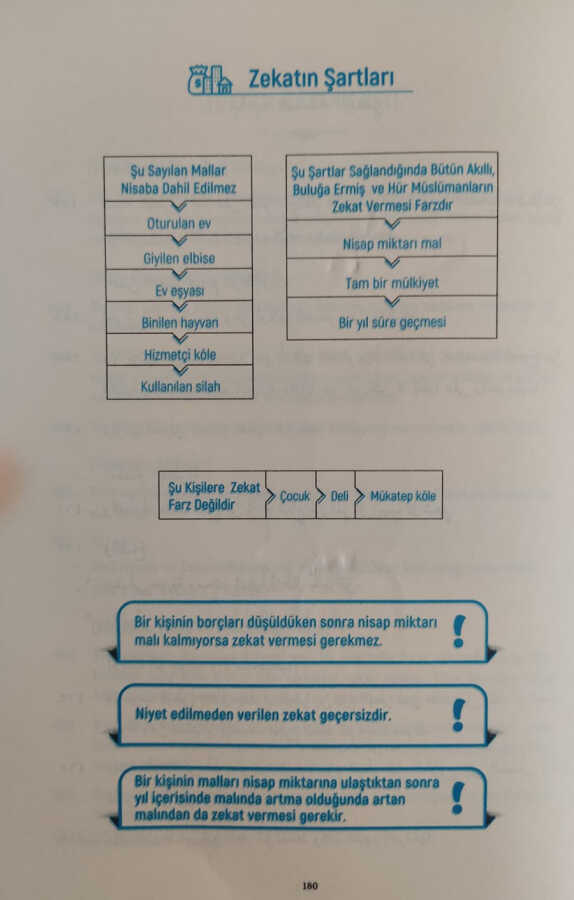 Zekatın Şartları
Şu Sayılan Mallar
Nisaba Dahil Edilmez
Oturulan ev
Giyilen elbise
Ev eşyası
Binilen hayvan
Hizmetçi köle
Kullanılan silah
Şu Şartlar Sağlandığında Bütün Akıllı,
Buluğa Ermiş ve Hür Müslümanların
Zekat Vermesi Farzdır
Nisap miktarı mal
Tam bir mülkiyet
Bir yıl süre geçmesi
Şu Kişilere Zekat
Farz Değildir
Çocuk
Deli
Mükatep köle
Bir kişinin borçları düşüldüken sonra nisap miktarı
malı kalmıyorsa zekat vermesi gerekmez.
!
Niyet edilmeden verilen zekat geçersizdir.
!
Bir kişinin malları nisap miktarına ulaştıktan sonra
yıl içerisinde malında artma olduğunda artan
malından da zekat vermesi gerekir.
!
180